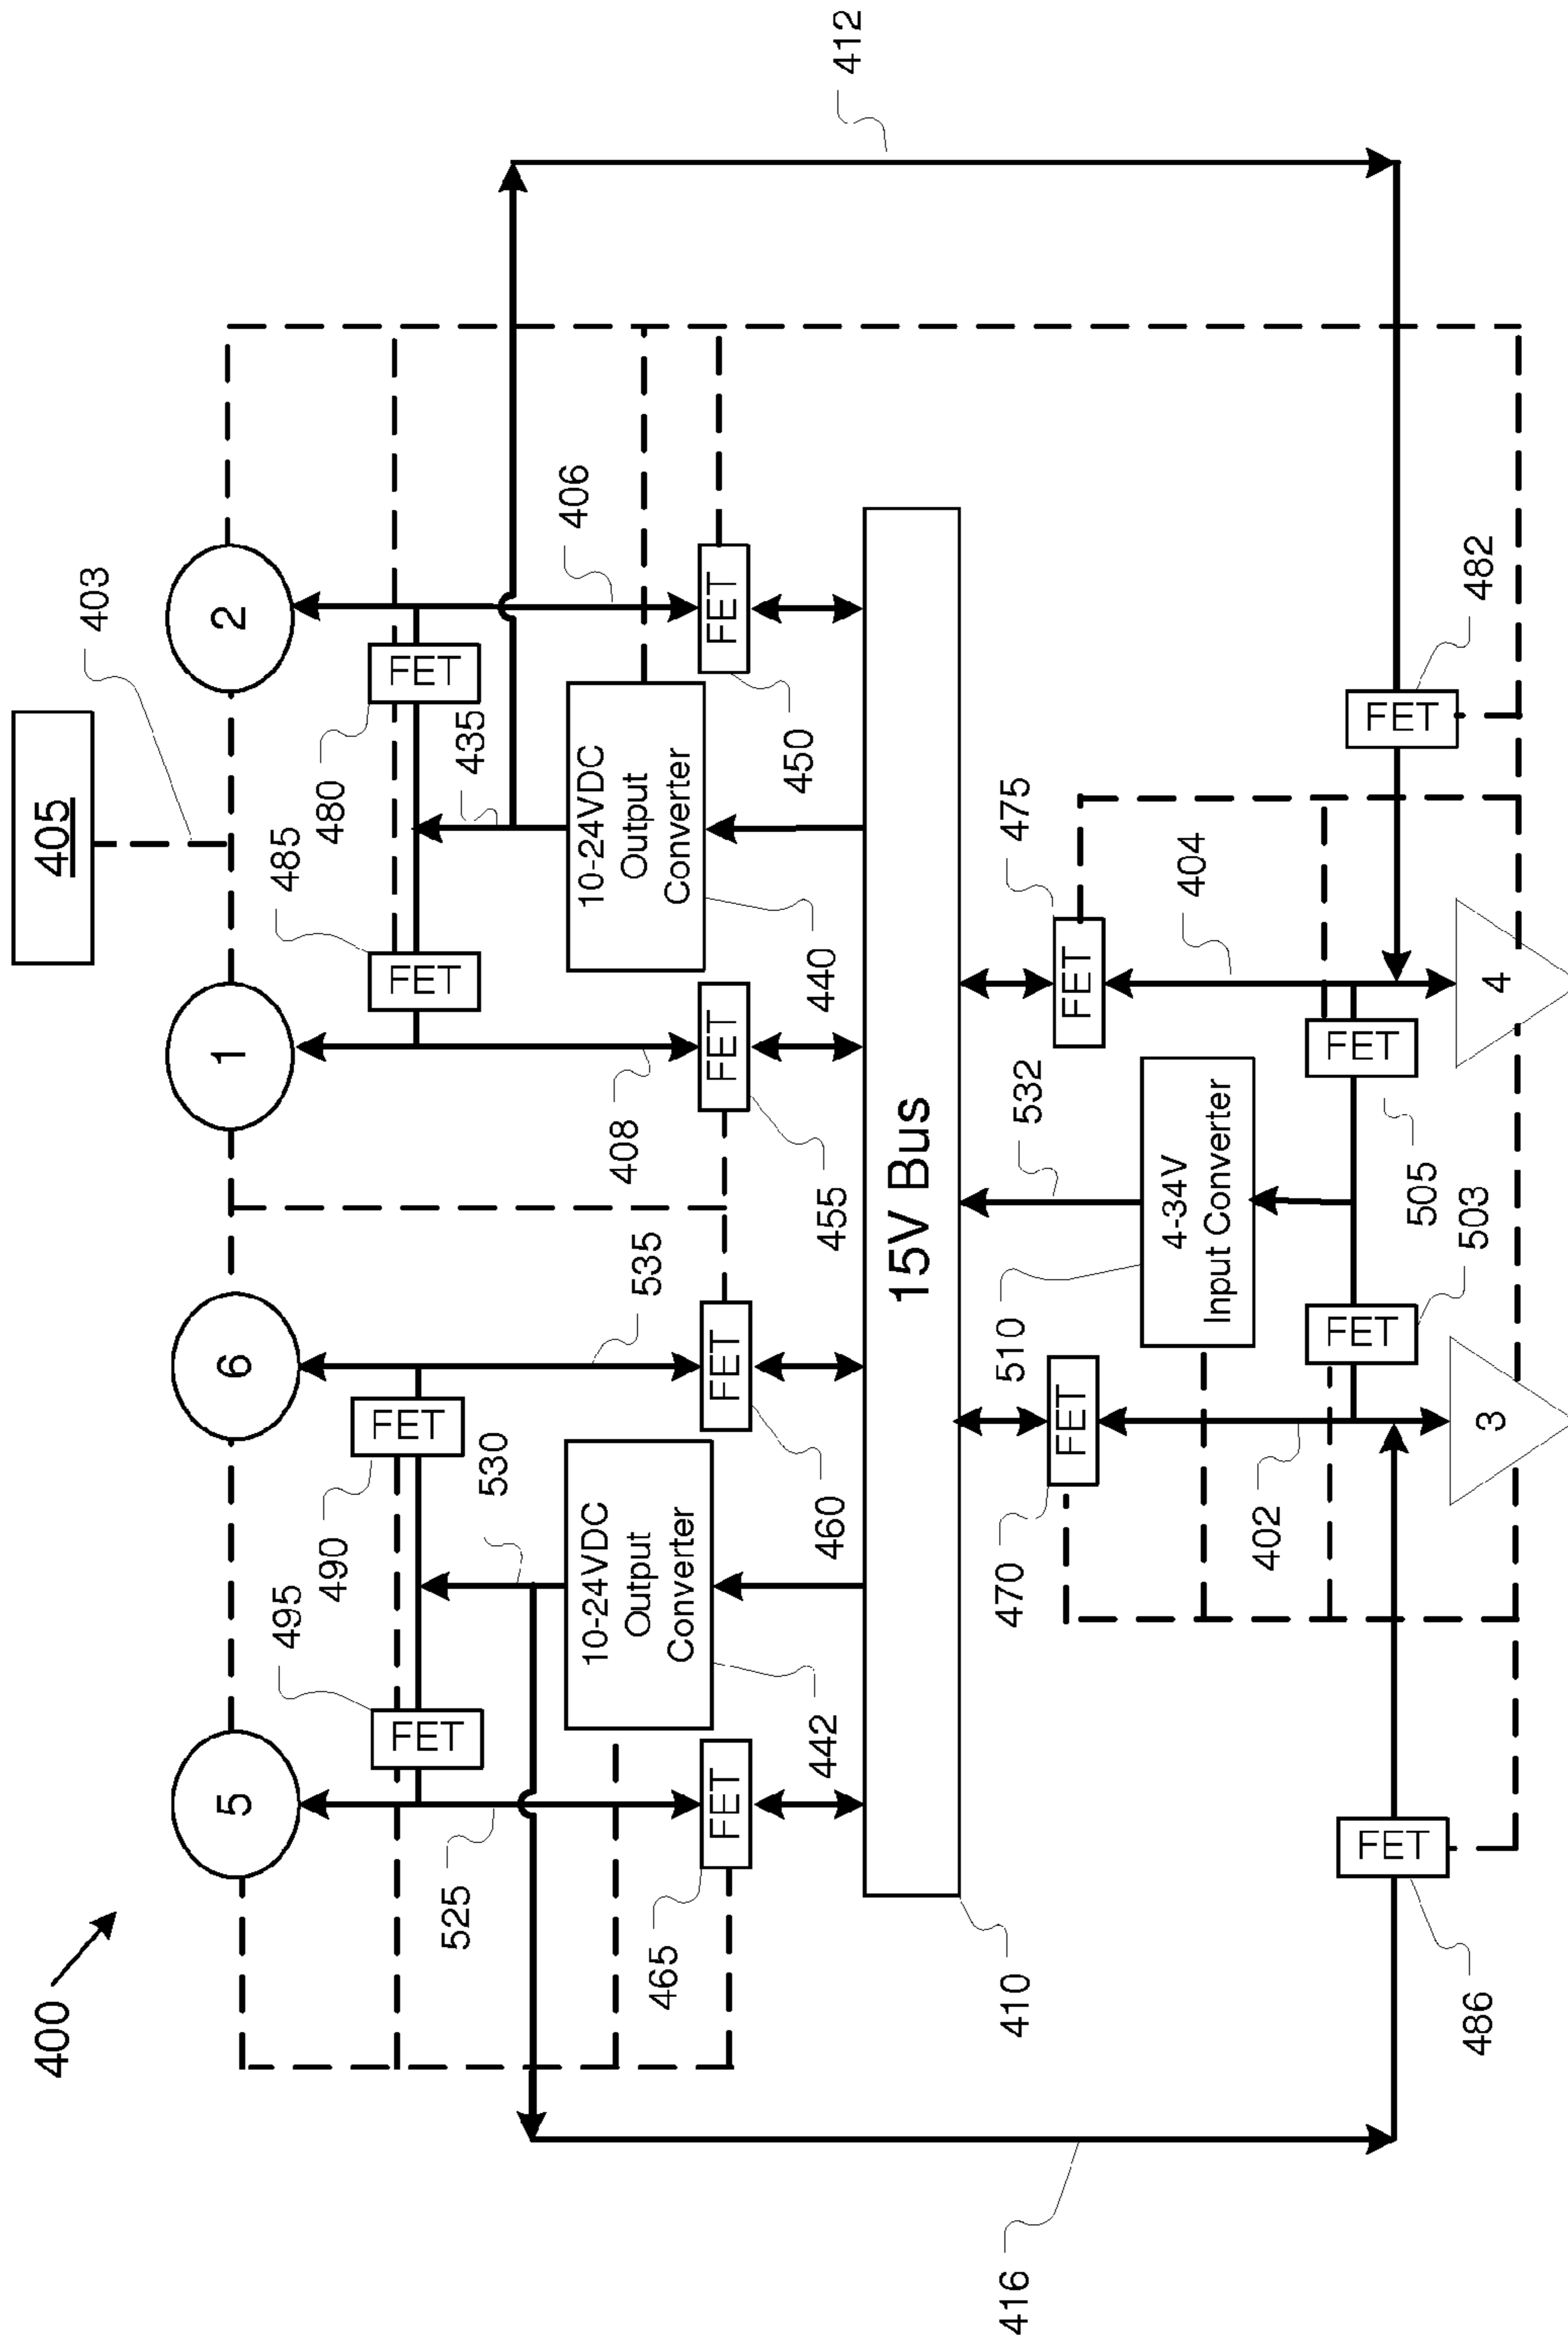 400
405
403
412
5
6
1
2
495
490
485
480
FET
FET
FET
FET
530
535
435
406
525
408
10-24VDC
Output
Converter
10-24VDC
Output
Converter
FET
FET
FET
FET
465
442
460
455
440
450
15V Bus
410
FET
FET
470
510
532
475
4-34V
Input Converter
402
404
FET
FET
FET
FET
416
486
503
505
482
3
4